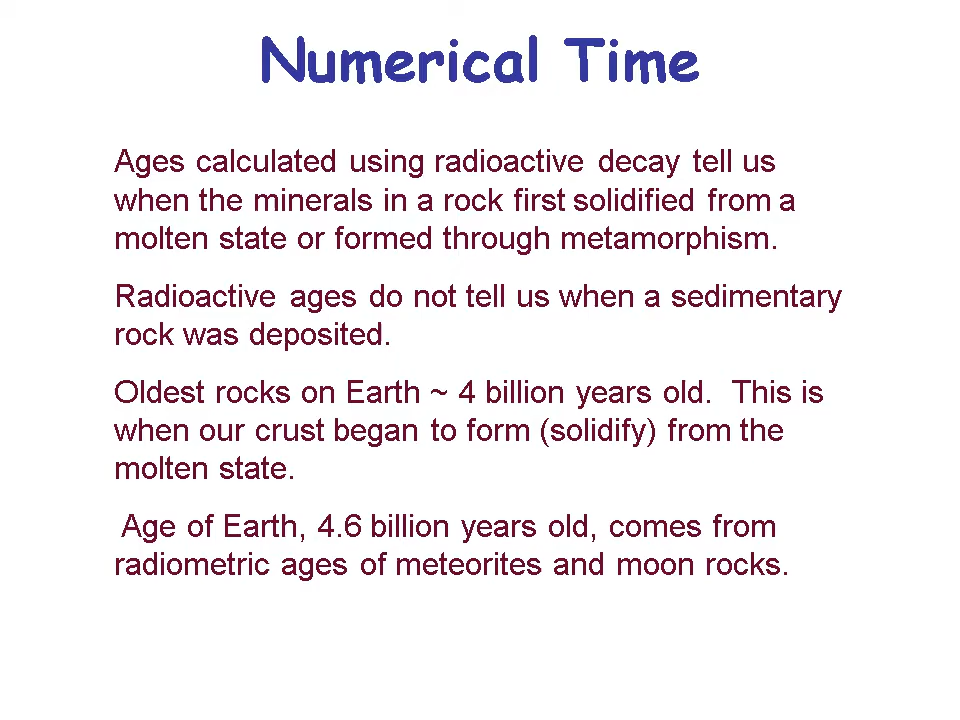 Numerical Time
Ages calculated using radioactive decay tell us
when the minerals in a rock first solidified from a
molten state or formed through metamorphism.
Radioactive ages do not tell us when a sedimentary
rock was deposited.
Oldest rocks on Earth ~ 4 billion years old.  This is
when our crust began to form (solidify) from the
molten state.
Age of Earth, 4.6 billion years old, comes from
radiometric ages of meteorites and moon rocks.